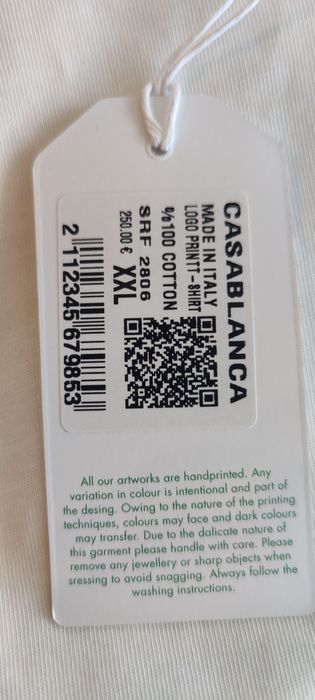 CASABLANCA
MADE IN ITALY
LOGO PRINTT-SHIRT
%100 COTTON
SRF 2806
250.00 € XXL
2 112345 679853
All our artworks are handprinted. Any
variation in colour is intentional and part of
the desing. Owing to the nature of the printing
techniques, colours may face and dark colours
may transfer. Due to the dalicate nature of
this garment please handle with care. Please
remove any jewellery or sharp objects when
sressing to avoid snagging. Always follow the
washing instructions.